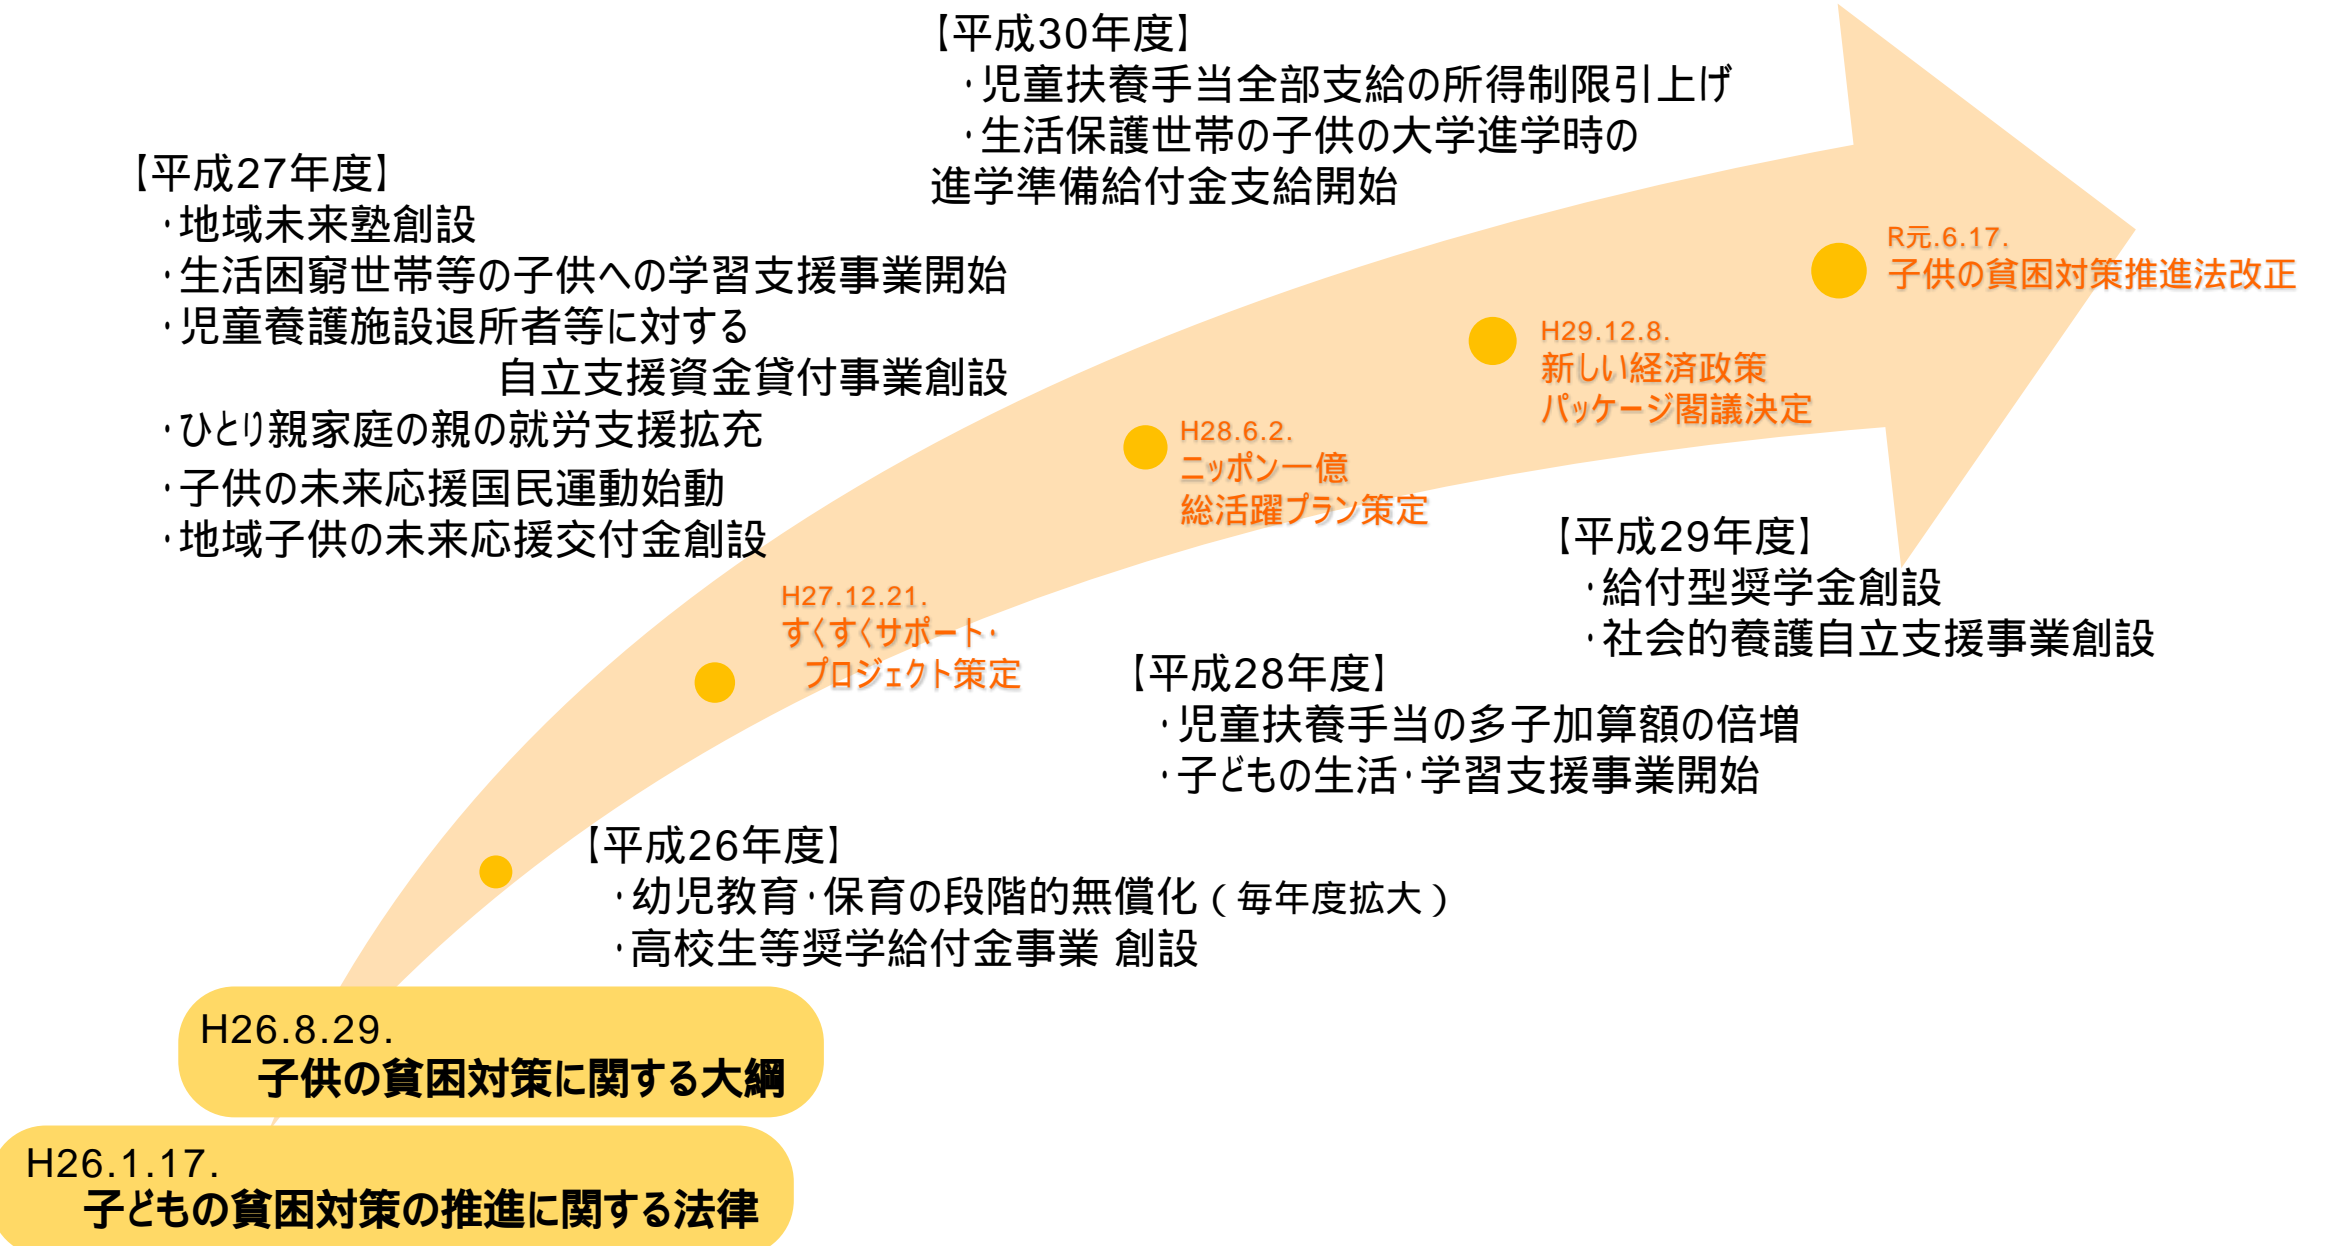 【平成30年度】
・児童扶養手当全部支給の所得制限引上げ
・生活保護世帯の子供の大学進学時の
進学準備給付金支給開始
【平成27年度】
・地域未来塾創設
・生活困窮世帯等の子供への学習支援事業開始
・児童養護施設退所者等に対する
自立支援資金貸付事業創設
・ひとり親家庭の親の就労支援拡充
・子供の未来応援国民運動始動
・地域子供の未来応援交付金創設
R元.6.17.
子供の貧困対策推進法改正
H29.12.8.
新しい経済政策
パッケージ閣議決定
H28.6.2.
ニッポン一億
総活躍プラン策定
H27.12.21.
すくすくサポート・
プロジェクト策定
【平成29年度】
・給付型奨学金創設
・社会的養護自立支援事業創設
【平成28年度】
・児童扶養手当の多子加算額の倍増
・子どもの生活・学習支援事業開始
【平成26年度】
・幼児教育・保育の段階的無償化（毎年度拡大）
・高校生等奨学給付金事業 創設
H26.8.29.
子供の貧困対策に関する大綱
H26.1.17.
子どもの貧困対策の推進に関する法律